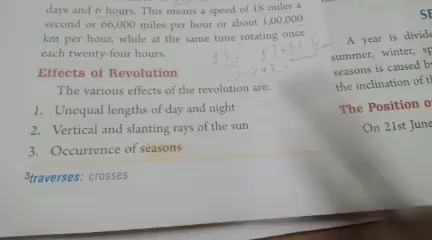 days and 6 hours. This means a speed of 18 miles a
second or 66,000 miles per hour or about 1,00,000
km per hour, while at the same time rotating once
each twenty-four hours.
Effects of Revolution
The various effects of the revolution are:
1. Unequal lengths of day and night
2. Vertical and slanting rays of the sun
3. Occurrence of seasons
3traverses: crosses
SE
A year is divide
summer, winter, sp
seasons is caused b
the inclination of t
The Position o
On 21st June